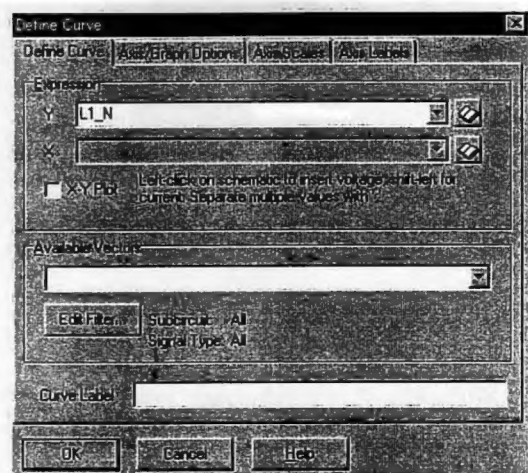 Define Curve
Define Curve Axis/Graph Options Axis Scales Axis Labels
Expression
Y L1_N
X
X-Y Plot
Left-click on schematic to insert voltage, shift-left for
current. Separate multiple values with
Available Vectors
Edit Filter...
Subcircuit: All
Signal Type: All
Curve Label
OK Cancel Help